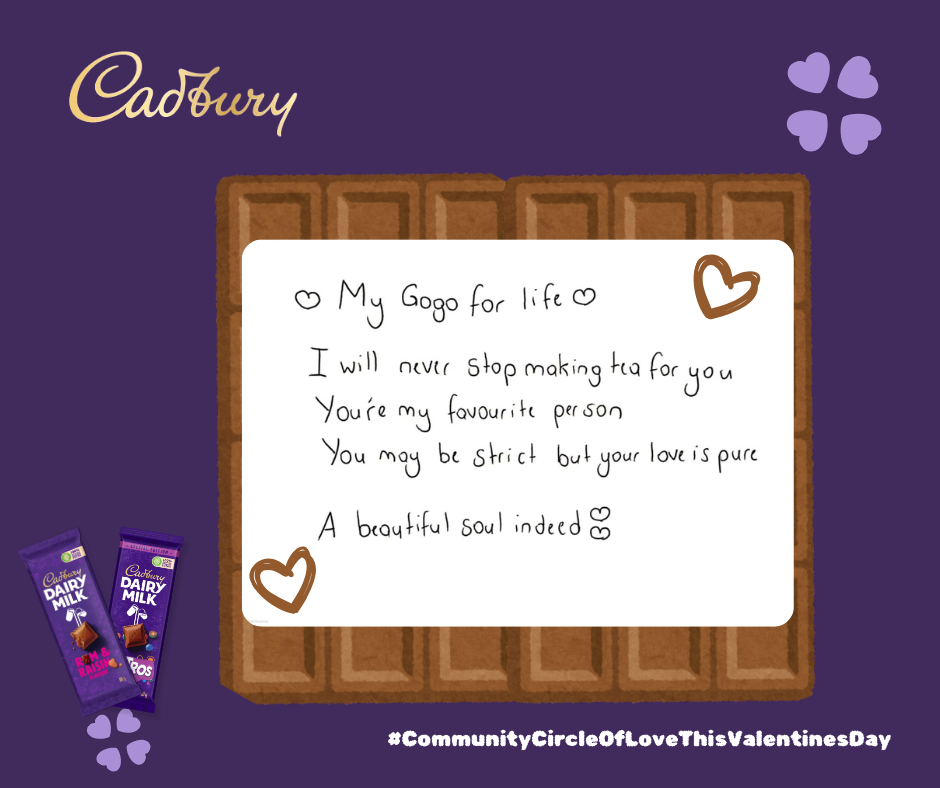 Cadbury
♡ My Gogo for life ♡
I will never stop making tea for you
You're my favourite person
You may be strict but your love is pure
A beautiful soul indeed
Cadbury
DAIRY
MILK
RUM &
RAISIN
Cadbury
DAIRY
MILK
#CommunityCircleOfLoveThisValentinesDay